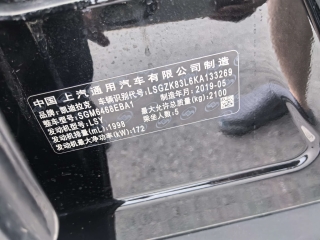 中国 上汽通用汽车有限公司制造
品牌:凯迪拉克 车辆识别代号:LSGZK83L6KA133269
整车型号:SGM6468EBA1 制造年月:2019-05
发动机型号:LSY 最大允许总质量(kg):2100
发动机排量(mL):1998 乘坐人数:5
发动机最大净功率(kW):172